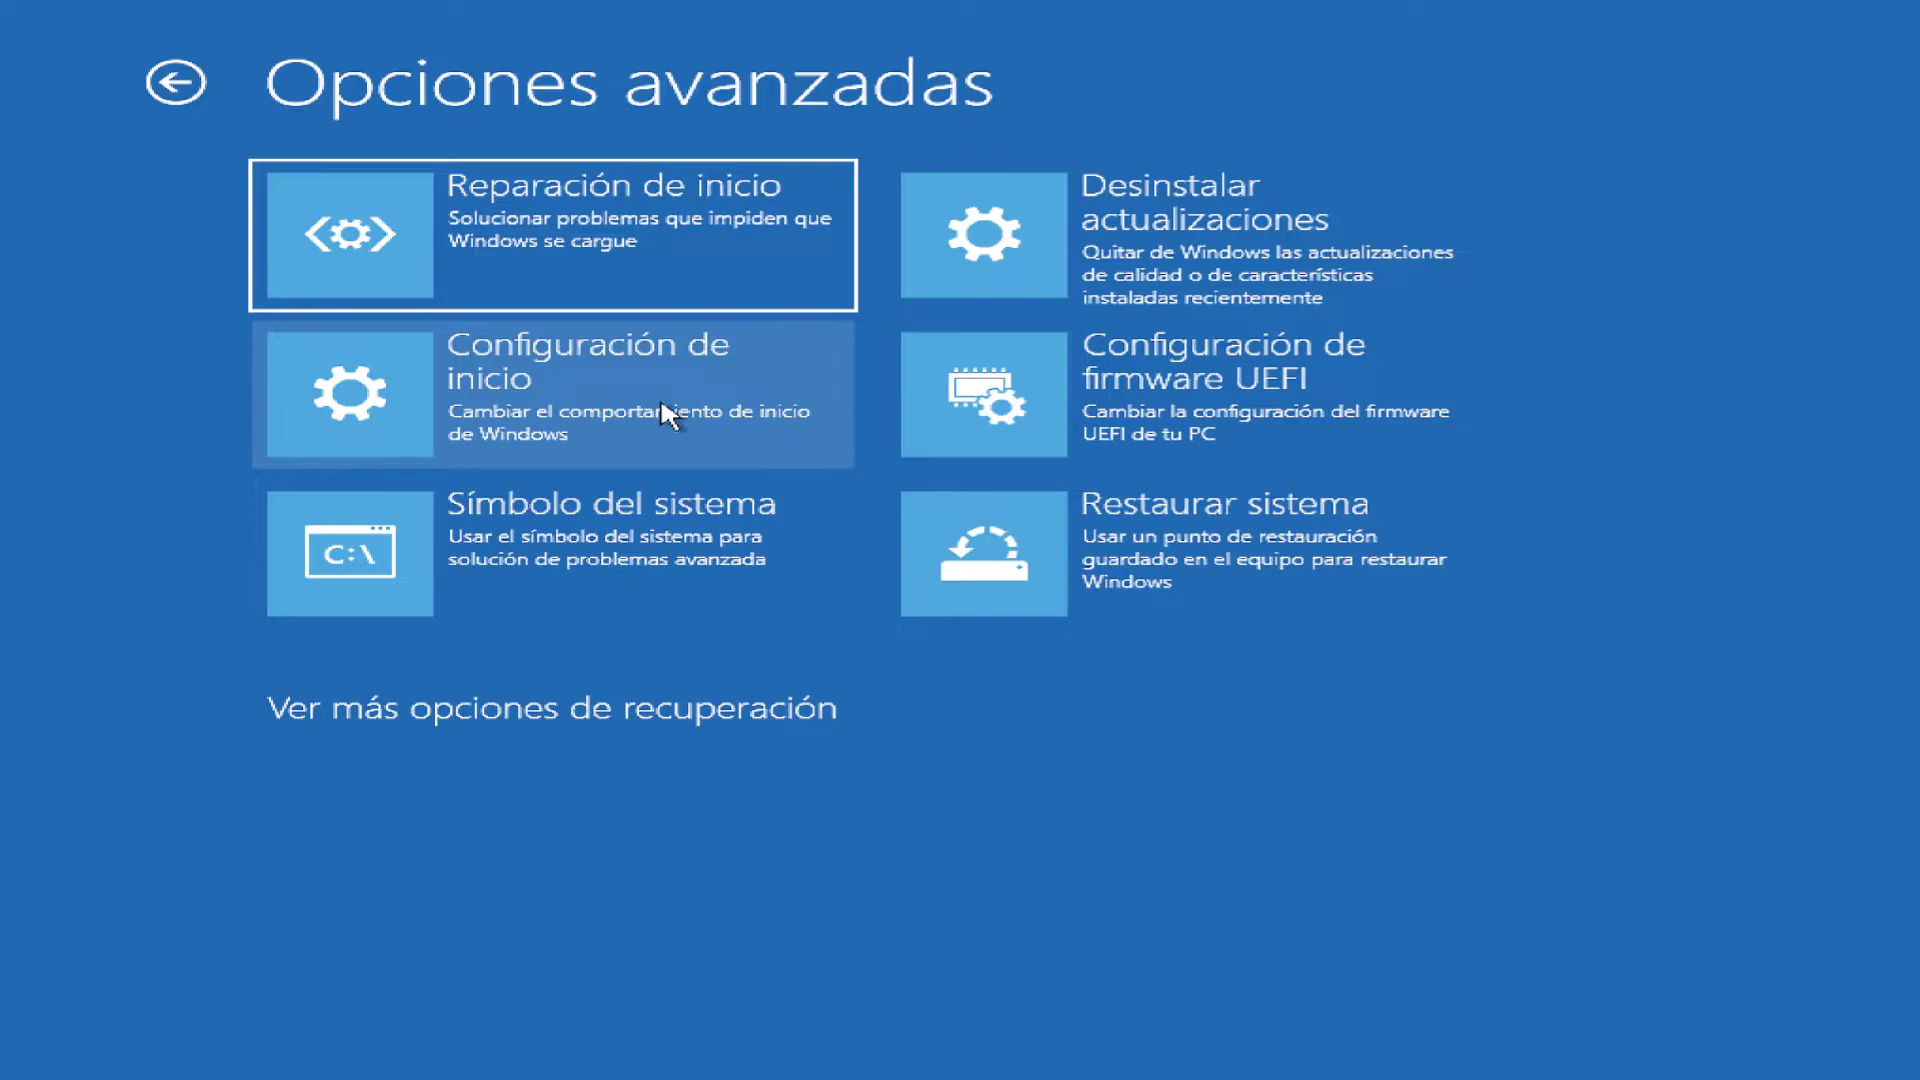 Opciones avanzadas
Reparación de inicio
Solucionar problemas que impiden que
Windows se cargue
Desinstalar
actualizaciones
Quitar de Windows las actualizaciones
de calidad o de características
instaladas recientemente
Configuración de
inicio
Cambiar el comportamiento de inicio
de Windows
Configuración de
firmware UEFI
Cambiar la configuración del firmware
UEFI de tu PC
C:\
Símbolo del sistema
Usar el símbolo del sistema para
solución de problemas avanzada
Restaurar sistema
Usar un punto de restauración
guardado en el equipo para restaurar
Windows
Ver más opciones de recuperación